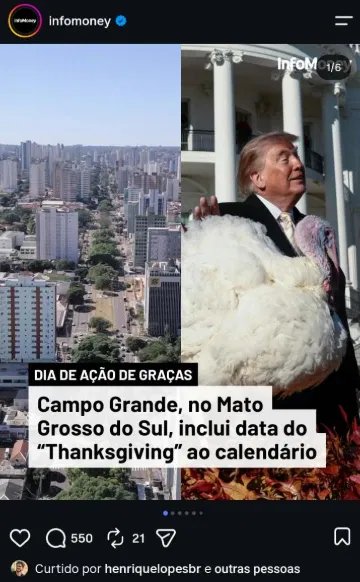 InfoMoney
infomoney
InfoMoney
1/6
DIA DE AÇÃO DE GRAÇAS
Campo Grande, no Mato
Grosso do Sul, inclui data do
“Thanksgiving” ao calendário
550
21
Curtido por henriquelopesbr e outras pessoas